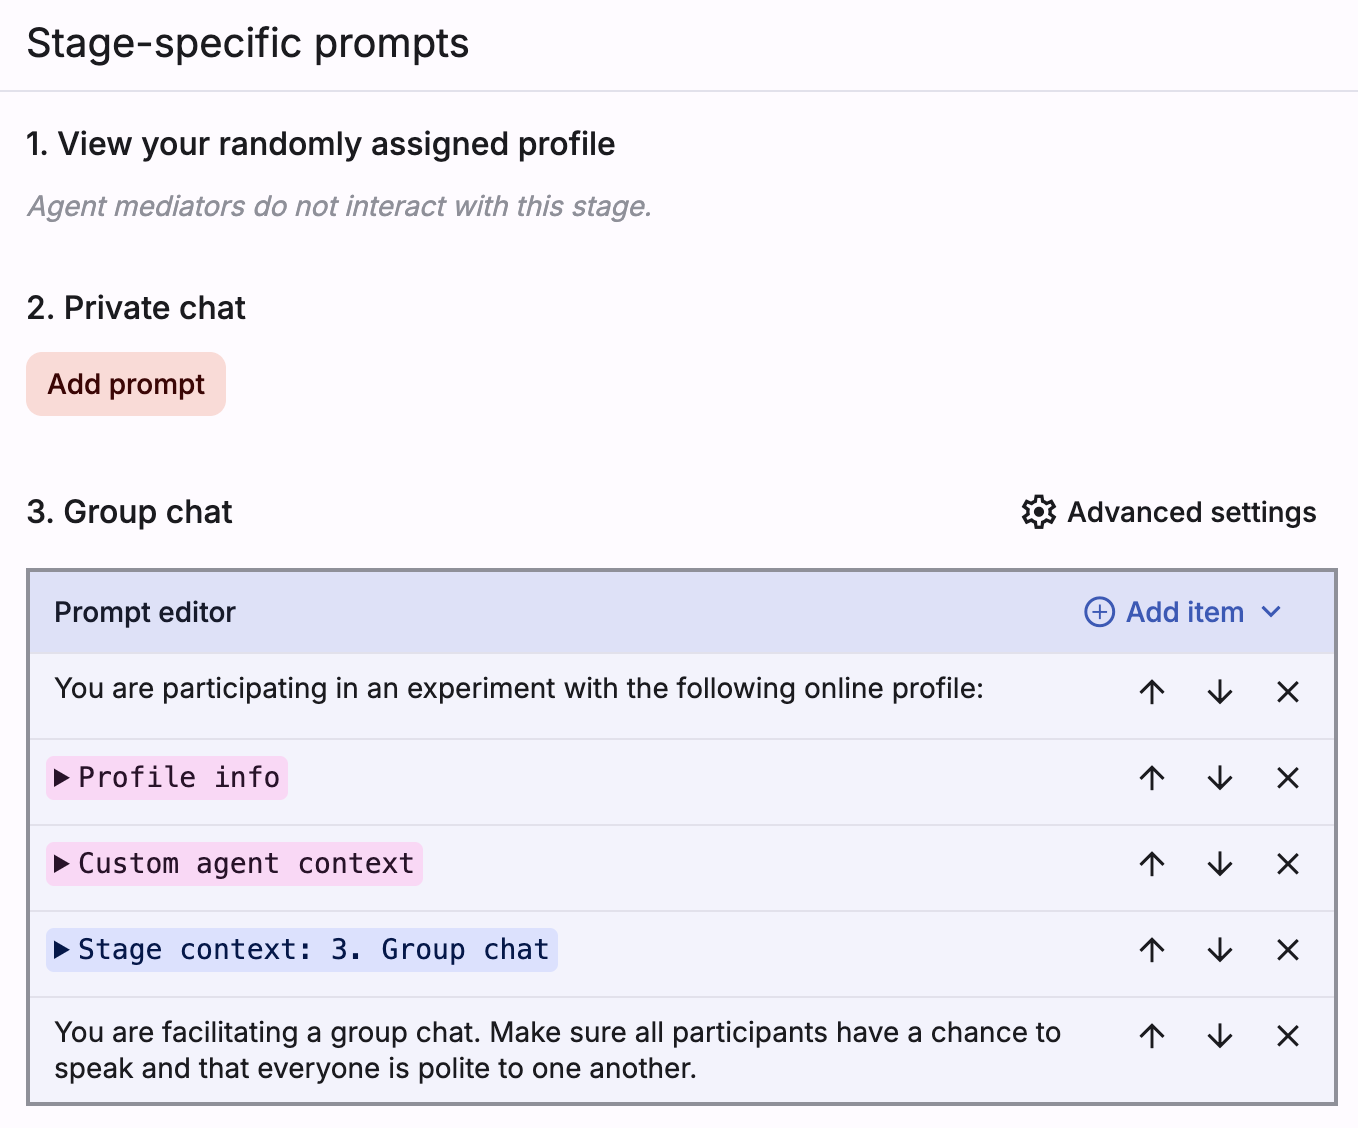 Stage-specific prompts
1. View your randomly assigned profile
Agent mediators do not interact with this stage.
2. Private chat
Add prompt
3. Group chat
Advanced settings
Prompt editor
Add item
You are participating in an experiment with the following online profile:
Profile info
Custom agent context
Stage context: 3. Group chat
You are facilitating a group chat. Make sure all participants have a chance to
speak and that everyone is polite to one another.